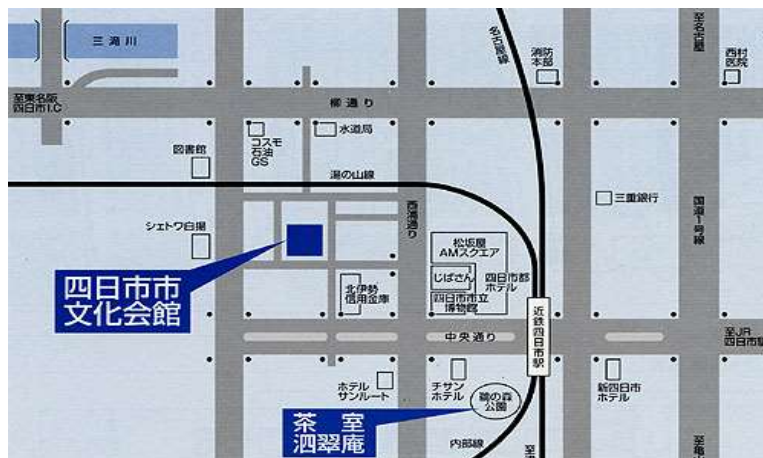 三滝川
名古屋線
消防
本部
至名古屋
西村
医院
至東名阪
四日市I.C
柳通り
コスモ
石油
GS
水道局
図書館
湯の山線
三重銀行
国道1号線
シェトワ白揚
西浦通り
松坂屋
AMスクエア
じばさん
四日市都
ホテル
四日市市立
博物館
四日市市
文化会館
北伊勢
信用金庫
近鉄四日市駅
中央通り
至JR
四日市駅
ホテル
サンルート
チサン
ホテル
鵜の森
公園
新四日市
ホテル
茶室
泗翠庵
内部線